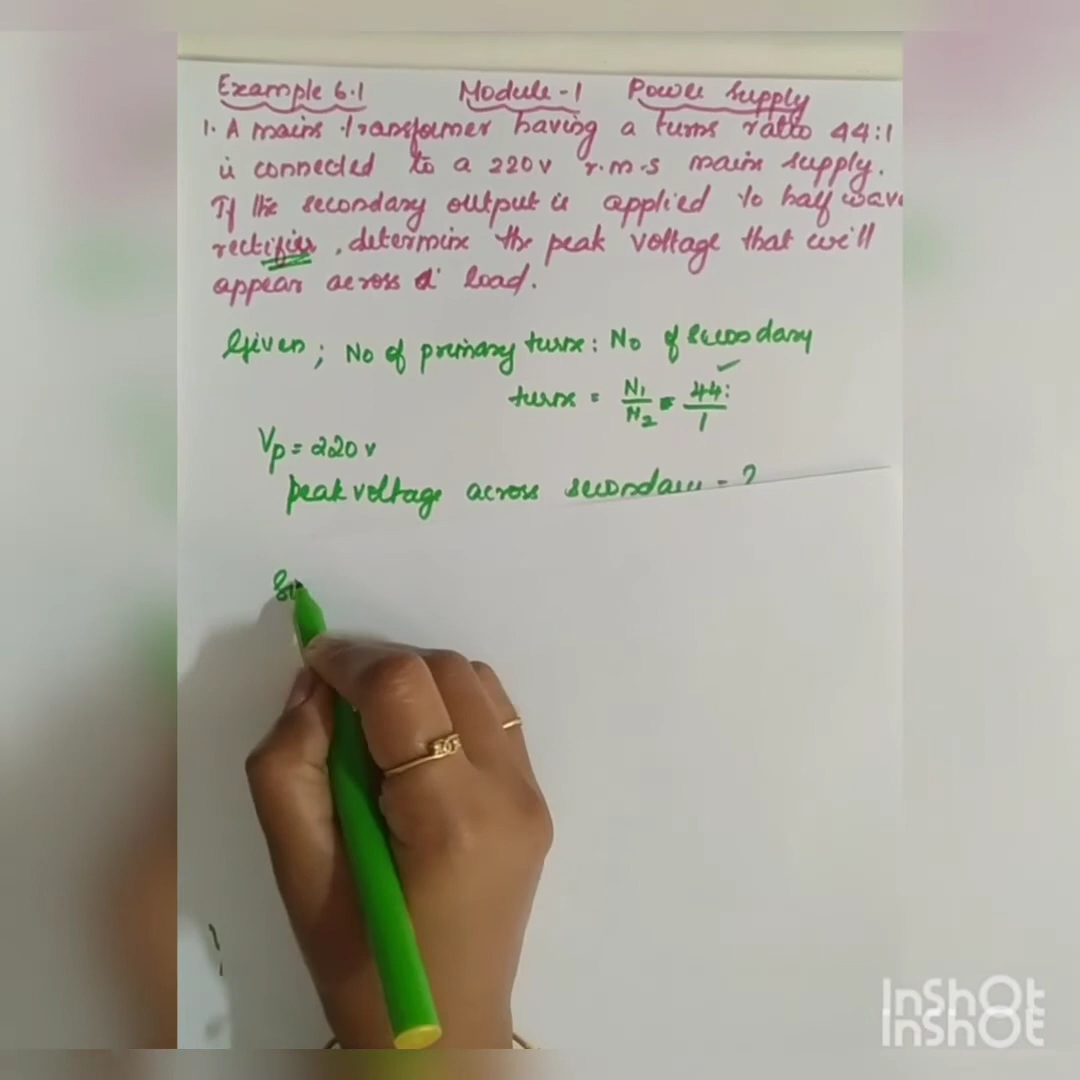 Example 6.1 Module-1 Power Supply
1. A mains transformer having a turns ratio 44:1
is connected to a 220V r.m.s mains supply.
If the secondary output is applied to half wave
rectifier, determine the peak voltage that will
appear across a load.
Given; No of primary turns: No of secondary
turns = N1/N2 = 44:/1
Vp = 220v
peak voltage across secondary = ?
InShOt
InShOt